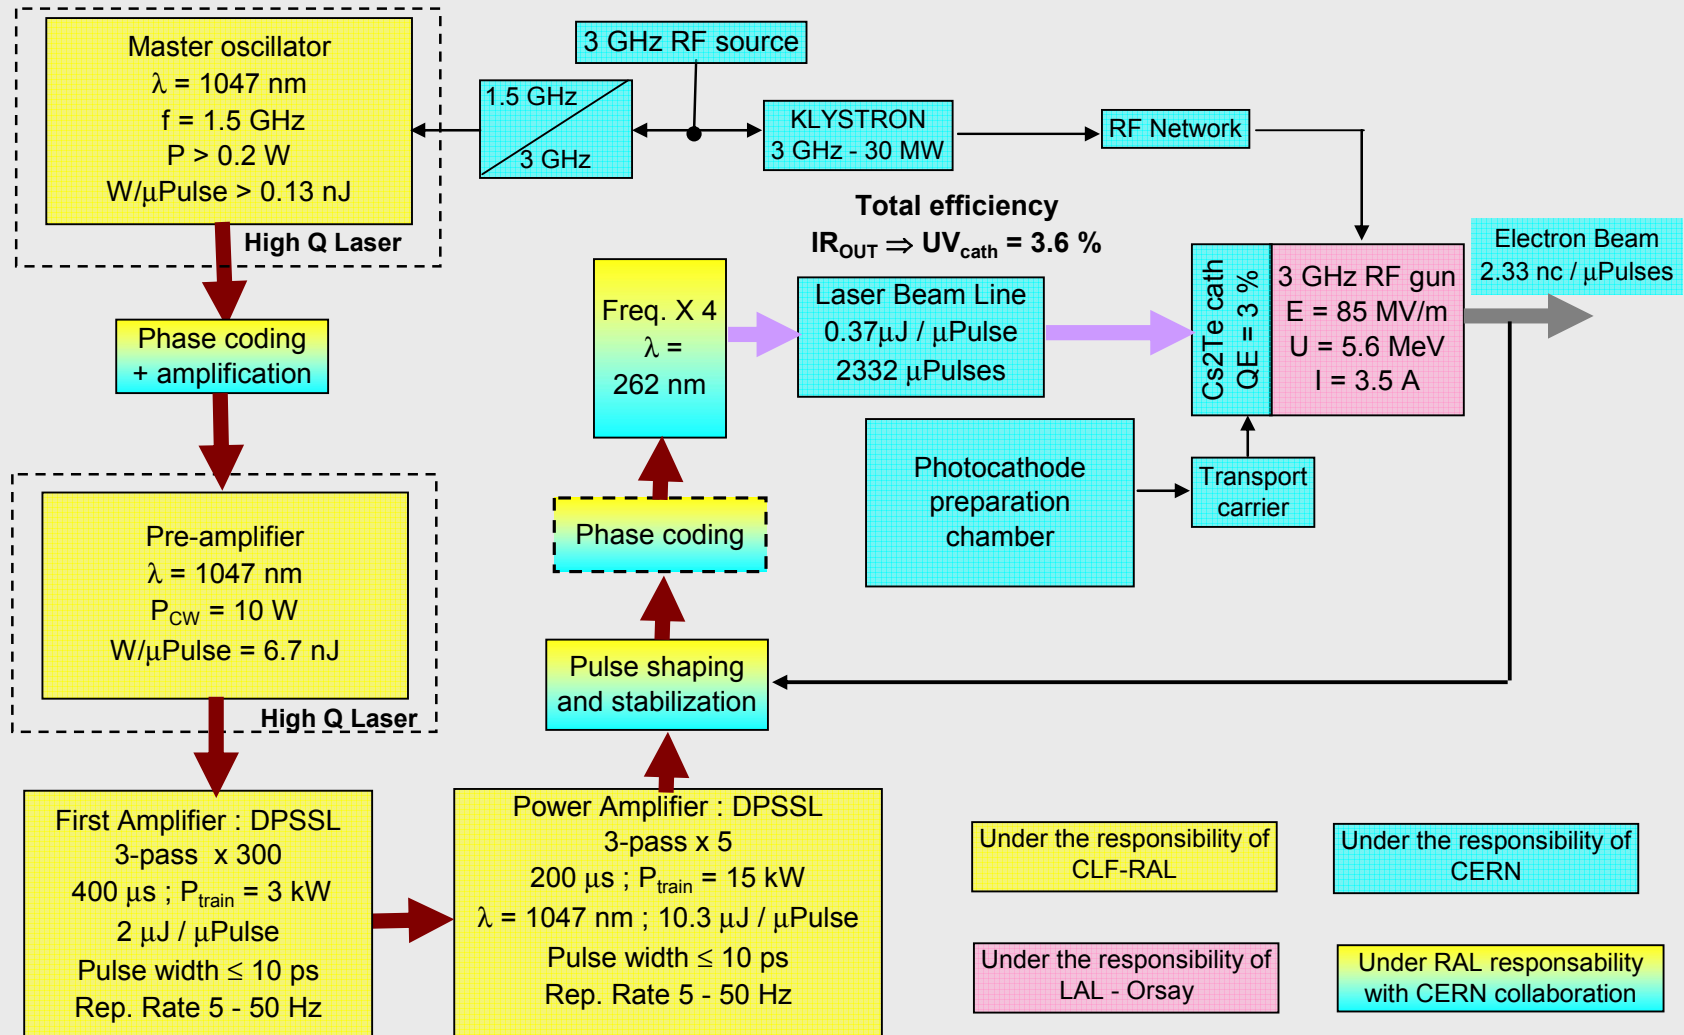 Master oscillator
λ = 1047 nm
f = 1.5 GHz
P > 0.2 W
W/μPulse > 0.13 nJ
High Q Laser
3 GHz RF source
1.5 GHz
3 GHz
KLYSTRON
3 GHz - 30 MW
RF Network
Total efficiency
IR_OUT ⇒ UV_cath = 3.6 %
Phase coding
+ amplification
Freq. X 4
λ =
262 nm
Laser Beam Line
0.37μJ / μPulse
2332 μPulses
Cs2Te cath
QE = 3 %
3 GHz RF gun
E = 85 MV/m
U = 5.6 MeV
I = 3.5 A
Electron Beam
2.33 nc / μPulses
Photocathode
preparation
chamber
Transport
carrier
Pre-amplifier
λ = 1047 nm
P_CW = 10 W
W/μPulse = 6.7 nJ
High Q Laser
Phase coding
Pulse shaping
and stabilization
First Amplifier : DPSSL
3-pass x 300
400 μs ; P_train = 3 kW
2 μJ / μPulse
Pulse width ≤ 10 ps
Rep. Rate 5 - 50 Hz
Power Amplifier : DPSSL
3-pass x 5
200 μs ; P_train = 15 kW
λ = 1047 nm ; 10.3 μJ / μPulse
Pulse width ≤ 10 ps
Rep. Rate 5 - 50 Hz
Under the responsibility of
CLF-RAL
Under the responsibility of
CERN
Under the responsibility of
LAL - Orsay
Under RAL responsability
with CERN collaboration